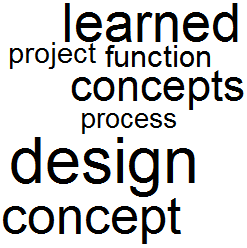 learned
project function
concepts
process
design
concept